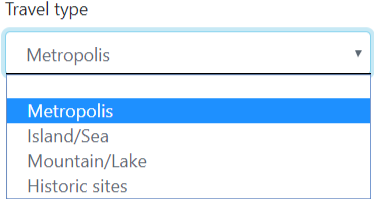 Travel type
Metropolis
Metropolis
Island/Sea
Mountain/Lake
Historic sites